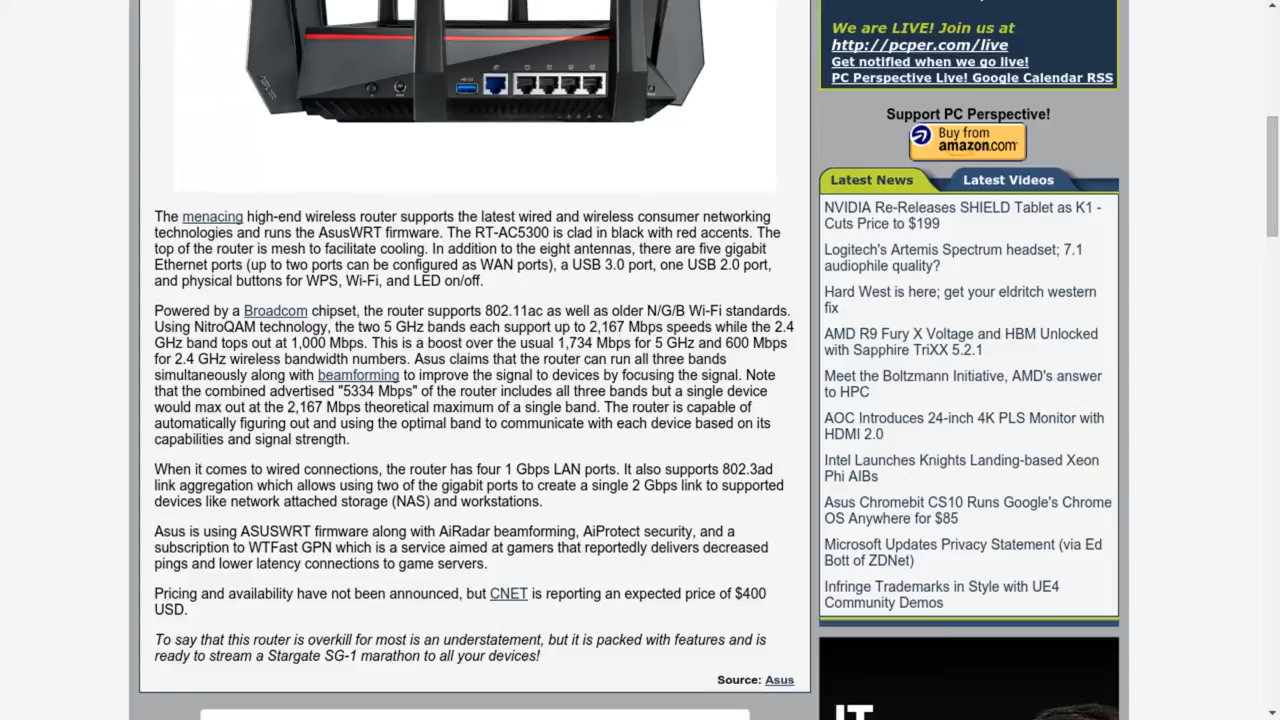 We are LIVE! Join us at
http://pcper.com/live
Get notified when we go live!
PC Perspective Live! Google Calendar RSS
Support PC Perspective!
Buy from
amazon.com
Latest News
Latest Videos
NVIDIA Re-Releases SHIELD Tablet as K1 -
Cuts Price to $199
Logitech's Artemis Spectrum headset; 7.1
audiophile quality?
Hard West is here; get your eldritch western
fix
AMD R9 Fury X Voltage and HBM Unlocked
with Sapphire TriXX 5.2.1
Meet the Boltzmann Initiative, AMD's answer
to HPC
AOC Introduces 24-inch 4K PLS Monitor with
HDMI 2.0
Intel Launches Knights Landing-based Xeon
Phi AIBs
Asus Chromebit CS10 Runs Google's Chrome
OS Anywhere for $85
Microsoft Updates Privacy Statement (via Ed
Bott of ZDNet)
Infringe Trademarks in Style with UE4
Community Demos
The menacing high-end wireless router supports the latest wired and wireless consumer networking
technologies and runs the AsusWRT firmware. The RT-AC5300 is clad in black with red accents. The
top of the router is mesh to facilitate cooling. In addition to the eight antennas, there are five gigabit
Ethernet ports (up to two ports can be configured as WAN ports), a USB 3.0 port, one USB 2.0 port,
and physical buttons for WPS, Wi-Fi, and LED on/off.
Powered by a Broadcom chipset, the router supports 802.11ac as well as older N/G/B Wi-Fi standards.
Using NitroQAM technology, the two 5 GHz bands each support up to 2,167 Mbps speeds while the 2.4
GHz band tops out at 1,000 Mbps. This is a boost over the usual 1,734 Mbps for 5 GHz and 600 Mbps
for 2.4 GHz wireless bandwidth numbers. Asus claims that the router can run all three bands
simultaneously along with beamforming to improve the signal to devices by focusing the signal. Note
that the combined advertised "5334 Mbps" of the router includes all three bands but a single device
would max out at the 2,167 Mbps theoretical maximum of a single band. The router is capable of
automatically figuring out and using the optimal band to communicate with each device based on its
capabilities and signal strength.
When it comes to wired connections, the router has four 1 Gbps LAN ports. It also supports 802.3ad
link aggregation which allows using two of the gigabit ports to create a single 2 Gbps link to supported
devices like network attached storage (NAS) and workstations.
Asus is using ASUSWRT firmware along with AiRadar beamforming, AiProtect security, and a
subscription to WTFast GPN which is a service aimed at gamers that reportedly delivers decreased
pings and lower latency connections to game servers.
Pricing and availability have not been announced, but CNET is reporting an expected price of $400
USD.
To say that this router is overkill for most is an understatement, but it is packed with features and is
ready to stream a Stargate SG-1 marathon to all your devices!
Source: Asus
IT